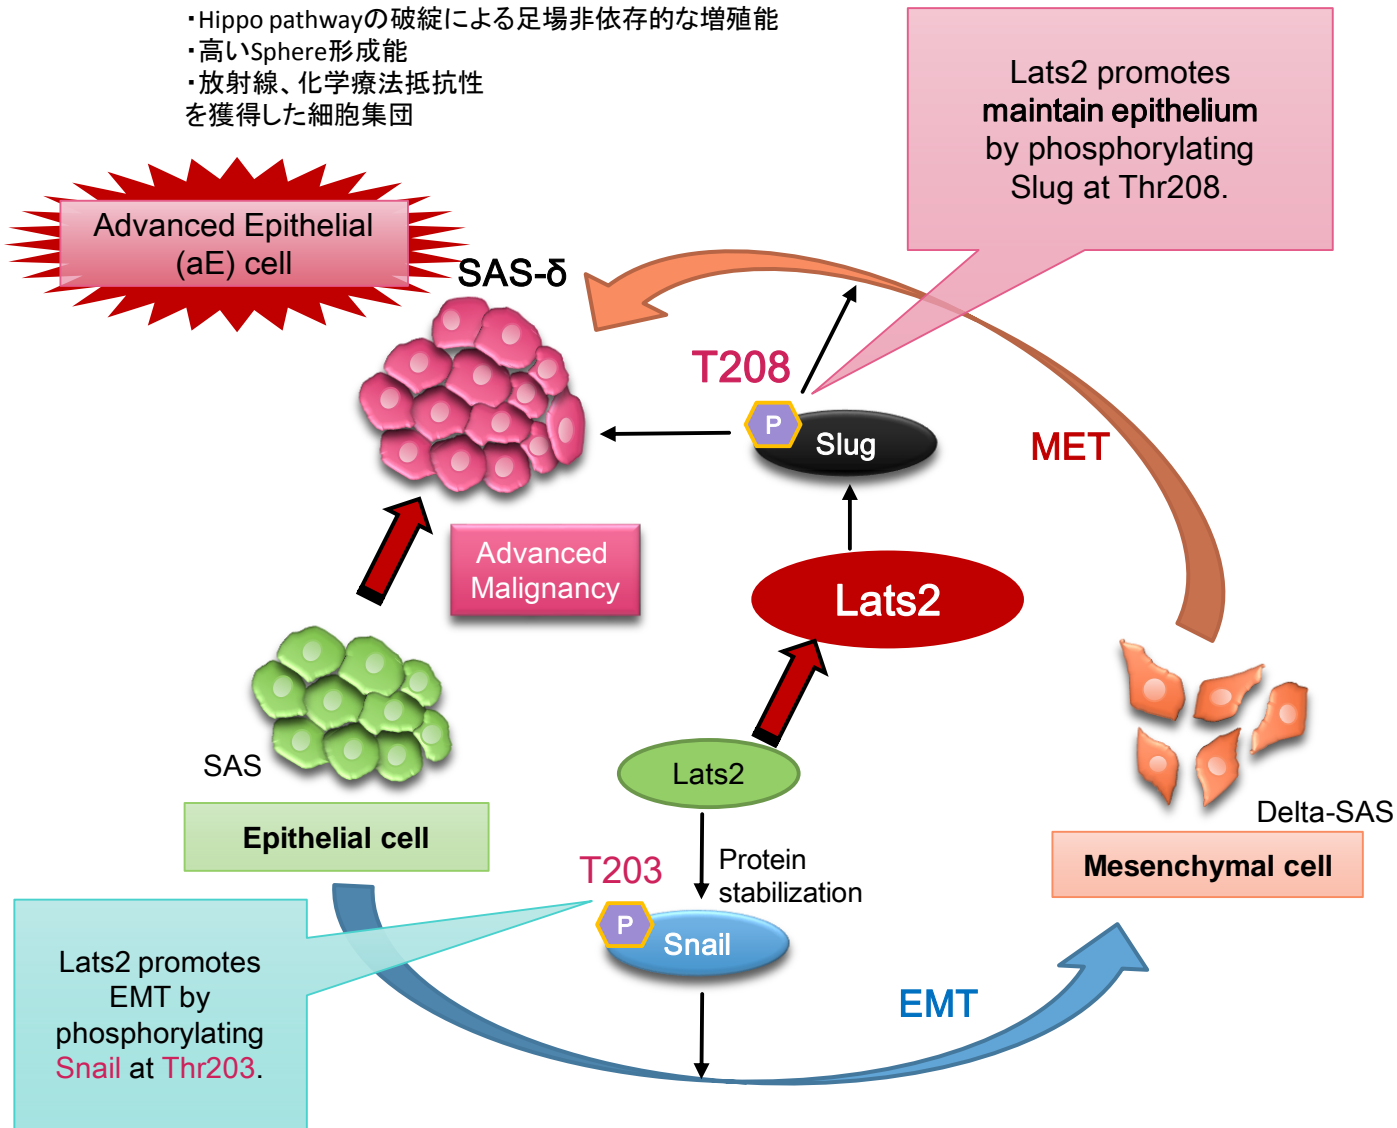 ・Hippo pathwayの破綻による足場非依存的な増殖能
・高いSphere形成能
・放射線、化学療法抵抗性
を獲得した細胞集団
Lats2 promotes
maintain epithelium
by phosphorylating
Slug at Thr208.
Advanced Epithelial
(aE) cell
SAS-δ
T208
P
Slug
MET
Advanced
Malignancy
Lats2
SAS
Lats2
Delta-SAS
Epithelial cell
Mesenchymal cell
T203
Protein
stabilization
P
Snail
Lats2 promotes
EMT by
phosphorylating
Snail at Thr203.
EMT